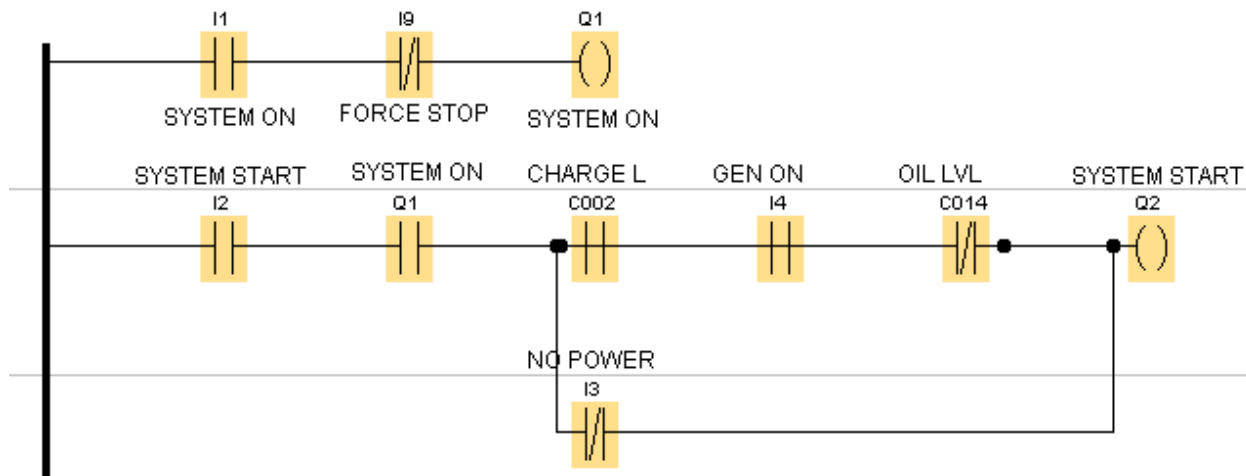 I1 I9 Q1
SYSTEM ON FORCE STOP SYSTEM ON
SYSTEM START SYSTEM ON CHARGE L GEN ON OIL LVL SYSTEM START
I2 Q1 C002 I4 C014 Q2
NO POWER
I3